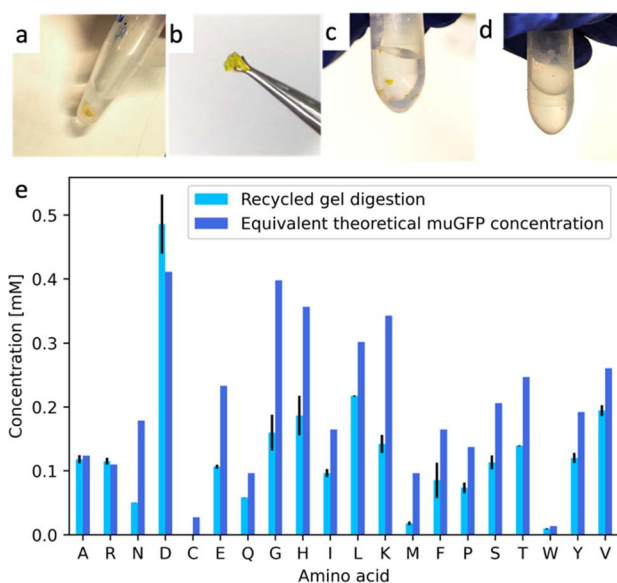 a
b
c
d
e
Recycled gel digestion
Equivalent theoretical muGFP concentration
Concentration [mM]
0.5
0.4
0.3
0.2
0.1
0.0
A R N D C E Q G H I L K M F P S T W Y V
Amino acid